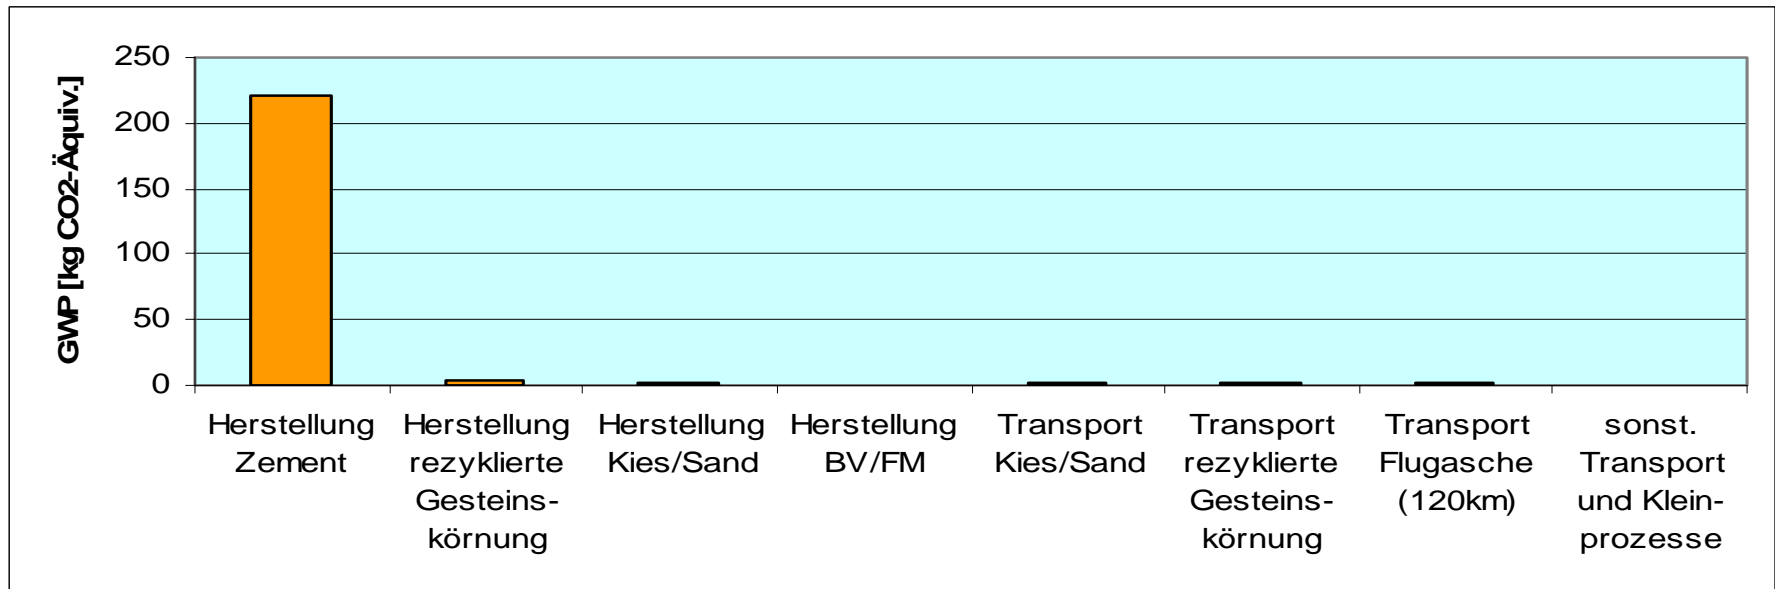 GWP [kg CO2-Äquiv.]
250
200
150
100
50
0
Herstellung
Zement
Herstellung
rezyklierte
Gesteins-
körnung
Herstellung
Kies/Sand
Herstellung
BV/FM
Transport
Kies/Sand
Transport
rezyklierte
Gesteins-
körnung
Transport
Flugasche
(120km)
sonst.
Transport
und Klein-
prozesse